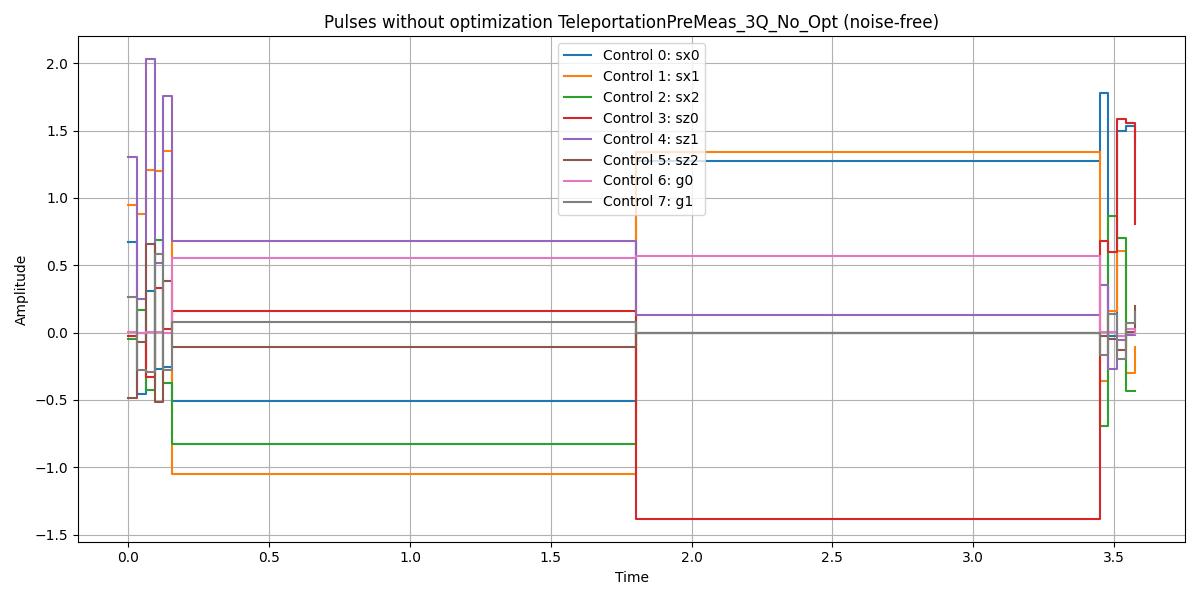 Pulses without optimization TeleportationPreMeas_3Q_No_Opt (noise-free)
Control 0: sx0
Control 1: sx1
Control 2: sx2
Control 3: sz0
Control 4: sz1
Control 5: sz2
Control 6: g0
Control 7: g1
Amplitude
2.0
1.5
1.0
0.5
0.0
−0.5
−1.0
−1.5
0.0 0.5 1.0 1.5 2.0 2.5 3.0 3.5
Time